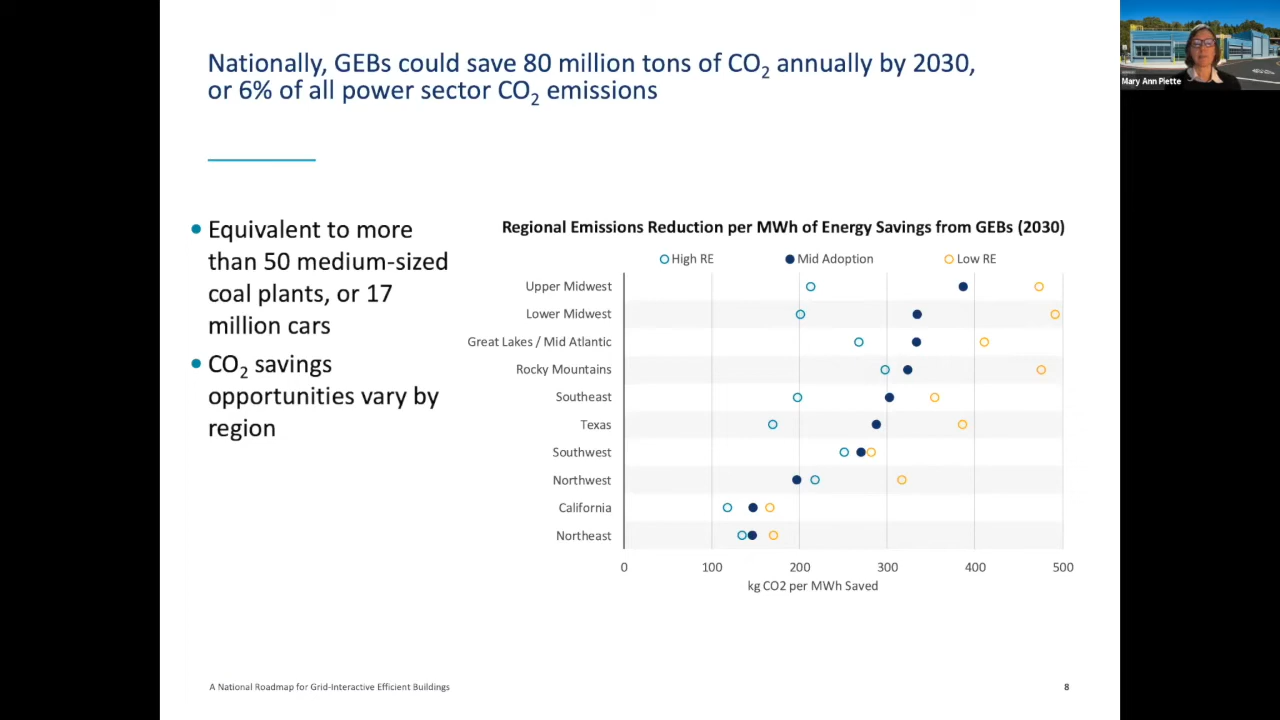 Nationally, GEBs could save 80 million tons of CO2 annually by 2030,
or 6% of all power sector CO2 emissions
Mary Ann Piette
• Equivalent to more
than 50 medium-sized
coal plants, or 17
million cars
• CO2 savings
opportunities vary by
region
Regional Emissions Reduction per MWh of Energy Savings from GEBs (2030)
High RE Mid Adoption Low RE
Upper Midwest
Lower Midwest
Great Lakes / Mid Atlantic
Rocky Mountains
Southeast
Texas
Southwest
Northwest
California
Northeast
0 100 200 300 400 500
kg CO2 per MWh Saved
A National Roadmap for Grid-Interactive Efficient Buildings
8